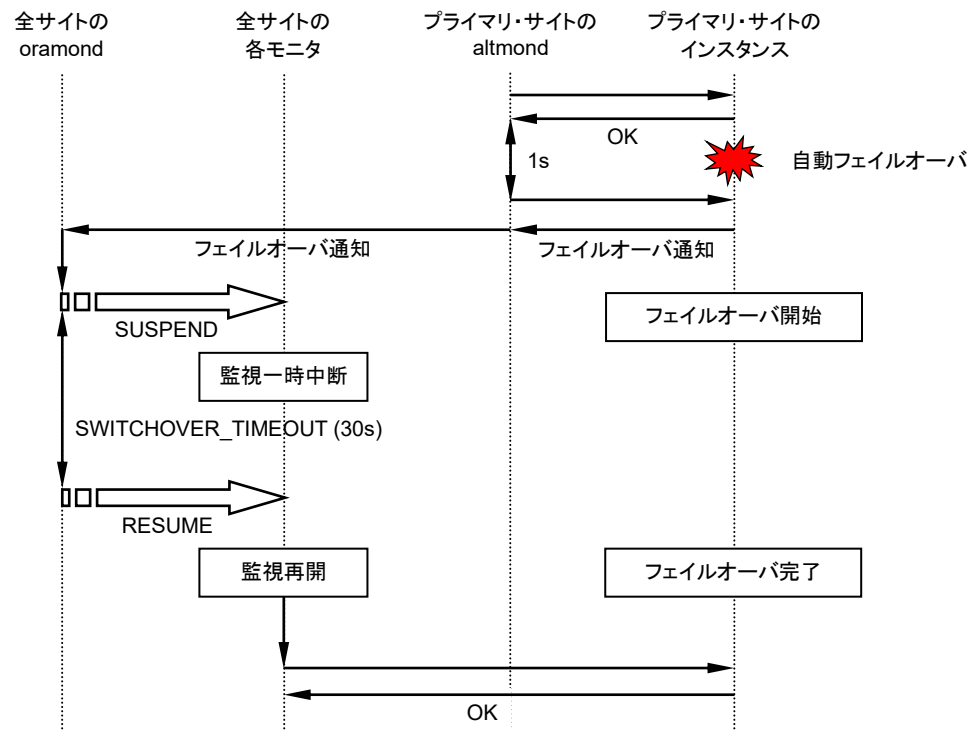 全サイトの
oramond
全サイトの
各モニタ
プライマリ・サイトの
altmond
プライマリ・サイトの
インスタンス
OK
1s
自動フェイルオーバ
フェイルオーバ通知
フェイルオーバ通知
SUSPEND
フェイルオーバ開始
監視一時中断
SWITCHOVER_TIMEOUT (30s)
RESUME
監視再開
フェイルオーバ完了
OK